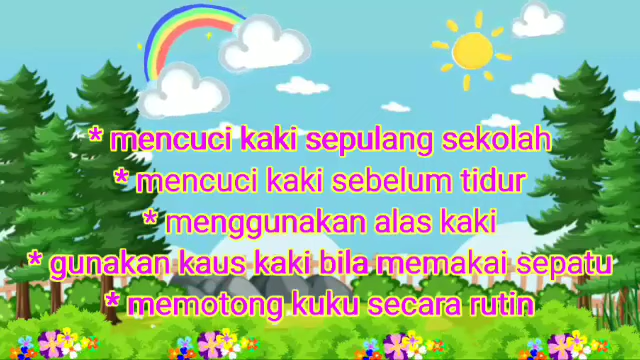 * mencuci kaki sepulang sekolah
* mencuci kaki sebelum tidur
* menggunakan alas kaki
* gunakan kaus kaki bila memakai sepatu
* memotong kuku secara rutin